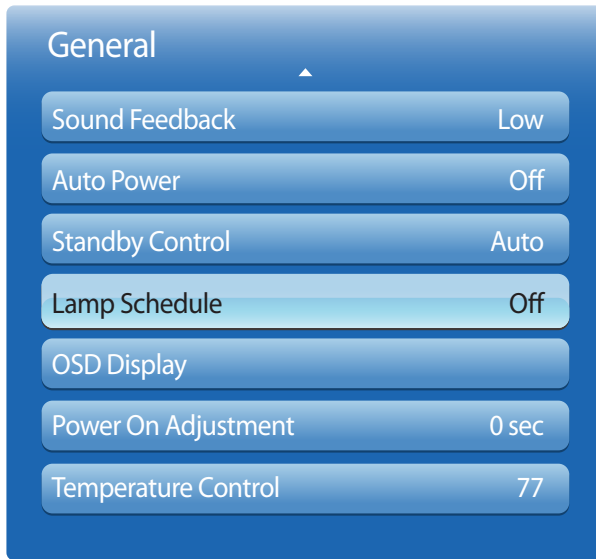 General
Sound Feedback Low
Auto Power Off
Standby Control Auto
Lamp Schedule Off
OSD Display
Power On Adjustment 0 sec
Temperature Control 77